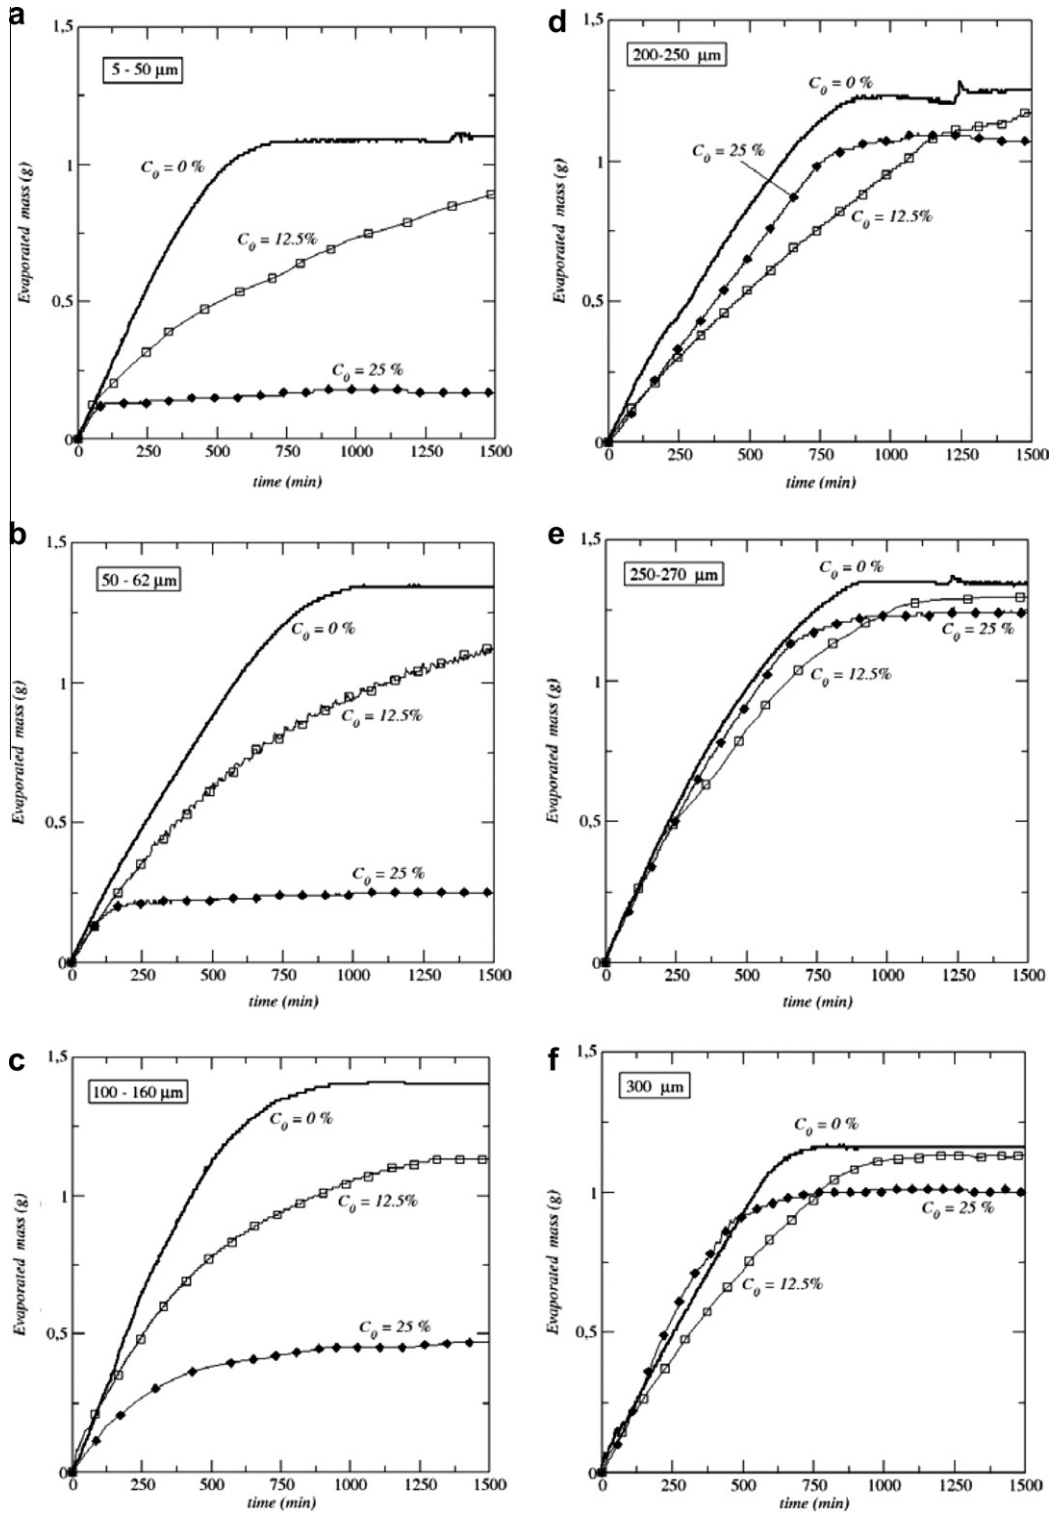 a
1,5
5 - 50 μm
C0 = 0 %
1
C0 = 12.5%
Evaporated mass (g)
0,5
C0 = 25 %
0
0 250 500 750 1000 1250 1500
time (min)
b
1,5
50 - 62 μm
C0 = 0 %
1
C0 = 12.5%
Evaporated mass (g)
0,5
C0 = 25 %
0
0 250 500 750 1000 1250 1500
time (min)
c
1,5
100 - 160 μm
C0 = 0 %
1
C0 = 12.5%
Evaporated mass (g)
0,5
C0 = 25 %
0
0 250 500 750 1000 1250 1500
time (min)
d
1,5
200-250 μm
C0 = 0 %
C0 = 25 %
1
C0 = 12.5%
Evaporated mass (g)
0,5
0
0 250 500 750 1000 1250 1500
time (min)
e
1,5
250-270 μm
C0 = 0 %
C0 = 25 %
1
C0 = 12.5%
Evaporated mass (g)
0,5
0
0 250 500 750 1000 1250 1500
time (min)
f
1,5
300 μm
C0 = 0 %
1
C0 = 25 %
C0 = 12.5%
Evaporated mass (g)
0,5
0
0 250 500 750 1000 1250 1500
time (min)